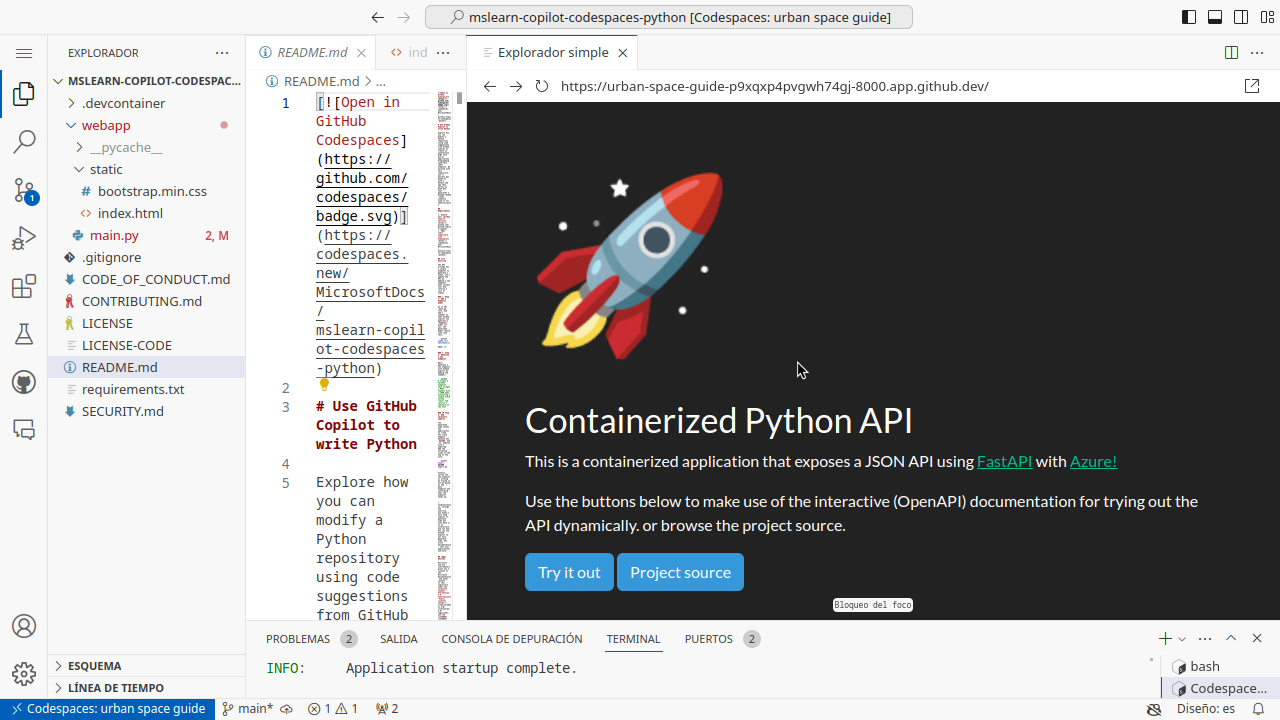 mslearn-copilot-codespaces-python [Codespaces: urban space guide]
EXPLORADOR
MSLEARN-COPILOT-CODESPAC...
.devcontainer
webapp
__pycache__
static
bootstrap.min.css
index.html
main.py 2, M
.gitignore
CODE_OF_CONDUCT.md
CONTRIBUTING.md
LICENSE
LICENSE-CODE
README.md
requirements.txt
SECURITY.md
ESQUEMA
LÍNEA DE TIEMPO
1
README.md
ind
README.md > ...
1 [![Open in
GitHub
Codespaces]
(https://
github.com/
codespaces/
badge.svg)]
(https://
codespaces.
new/
MicrosoftDocs
/
mslearn-copil
ot-codespaces
-python)
2
3 # Use GitHub
Copilot to
write Python
4
5 Explore how
you can
modify a
Python
repository
using code
suggestions
from GitHub
Explorador simple
https://urban-space-guide-p9xqxp4pvgwh74gj-8000.app.github.dev/
Containerized Python API
This is a containerized application that exposes a JSON API using FastAPI with Azure!
Use the buttons below to make use of the interactive (OpenAPI) documentation for trying out the
API dynamically. or browse the project source.
Try it out
Project source
Bloqueo del foco
PROBLEMAS 2 SALIDA CONSOLA DE DEPURACIÓN TERMINAL PUERTOS 2
INFO: Application startup complete.
bash
Codespace...
Codespaces: urban space guide main* 1 1 2 Diseño: es